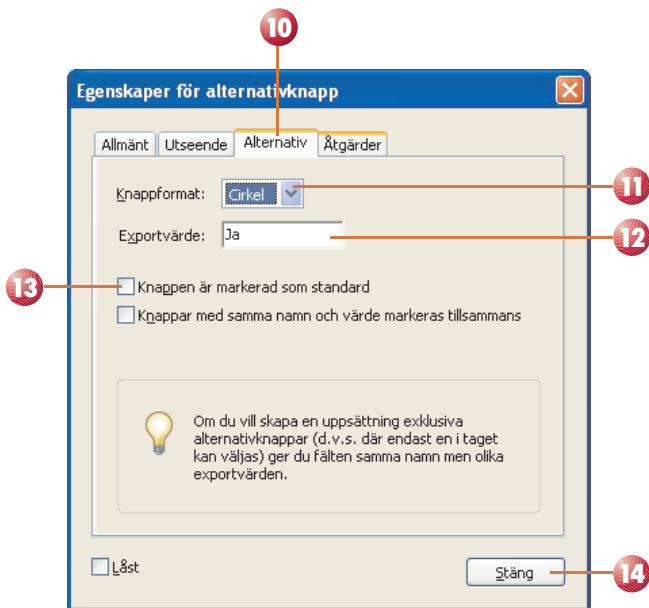 10
Egenskaper för alternativknapp
Allmänt Utseende Alternativ Åtgärder
Knappformat: Cirkel 11
Exportvärde: Ja 12
13 Knappen är markerad som standard
Knappar med samma namn och värde markeras tillsammans
Om du vill skapa en uppsättning exklusiva
alternativknappar (d.v.s. där endast en i taget
kan väljas) ger du fälten samma namn men olika
exportvärden.
Låst
Stäng 14